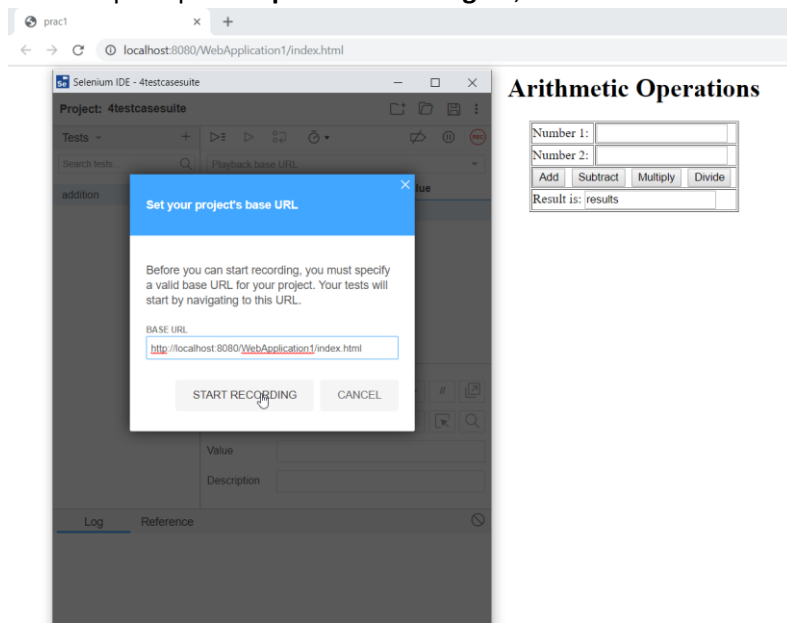 prac1
localhost:8080/WebApplication1/index.html
Selenium IDE - 4testcasesuite
Project: 4testcasesuite
Tests
Search tests...
Playback base URL
REC
addition
Set your project's base URL
Before you can start recording, you must specify
a valid base URL for your project. Your tests will
start by navigating to this URL.
BASE URL
http://localhost:8080/WebApplication1/index.html
START RECORDING
CANCEL
//
Value
Description
Log Reference
Arithmetic Operations
Number 1:
Number 2:
Add Subtract Multiply Divide
Result is: results